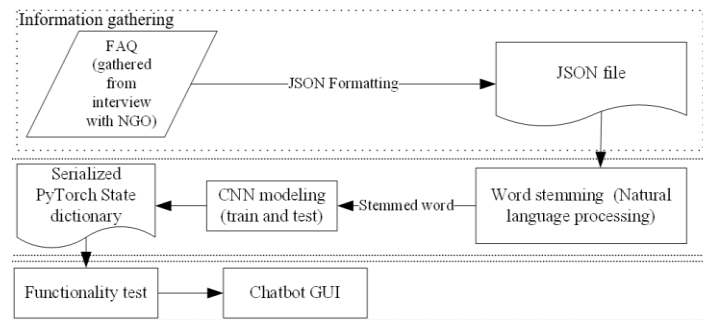 Information gathering
FAQ
(gathered
from
interview
with NGO)
JSON Formatting
JSON file
Serialized
PyTorch State
dictionary
CNN modeling
(train and test)
Stemmed word
Word stemming (Natural
language processing)
Functionality test
Chatbot GUI